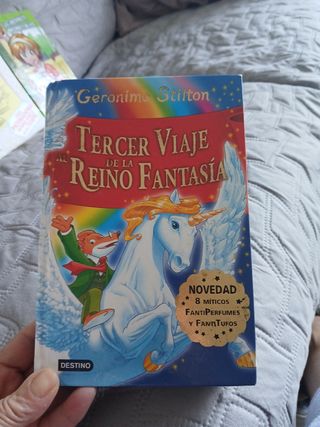 Geronimo Stilton
TERCER VIAJE
AL
DE LA
REINO FANTASÍA
NOVEDAD
8 MÍTICOS
FANTIPERFUMES
Y FANTITUFOS
DESTINO